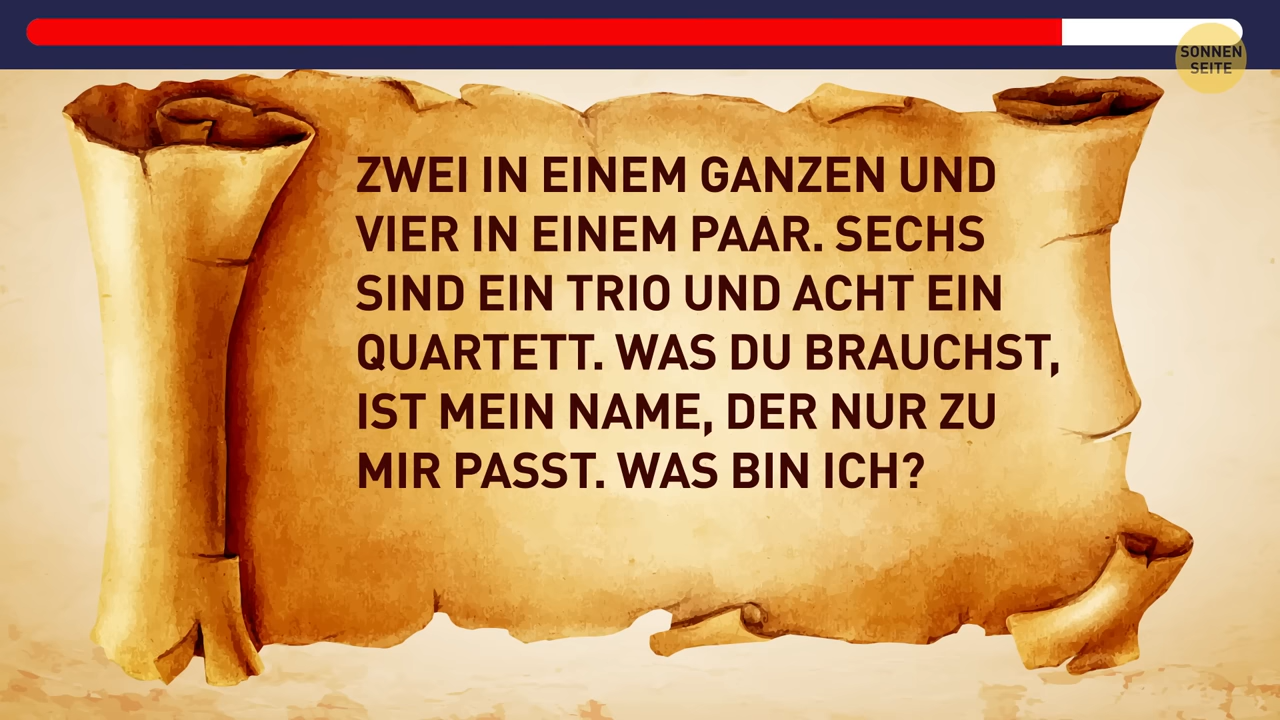 SONNEN
SEITE
ZWEI IN EINEM GANZEN UND
VIER IN EINEM PAAR. SECHS
SIND EIN TRIO UND ACHT EIN
QUARTETT. WAS DU BRAUCHST,
IST MEIN NAME, DER NUR ZU
MIR PASST. WAS BIN ICH?